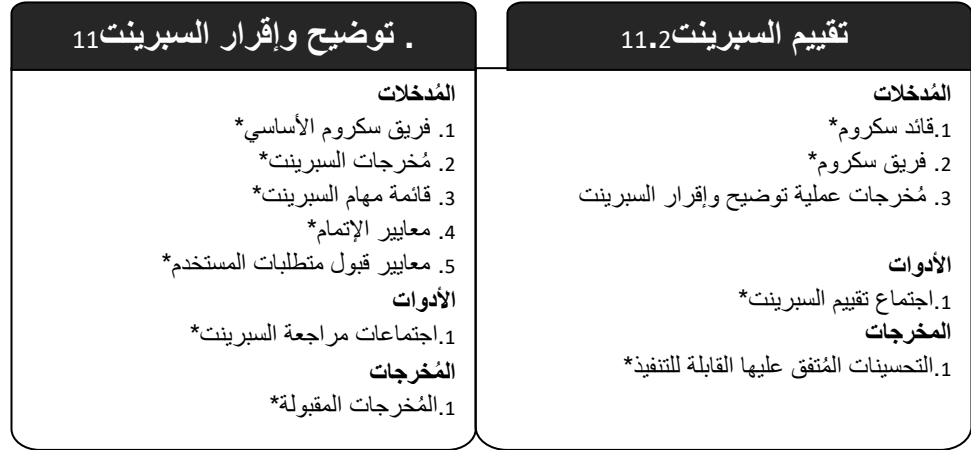 تقييم السبرينت11.2
المُدخلات
1.قائد سكروم*
2. فريق سكروم*
3. مُخرجات عملية توضيح وإقرار السبرينت
الأدوات
1.اجتماع تقييم السبرينت*
المخرجات
1.التحسينات المُتفق عليها القابلة للتنفيذ*
. توضيح وإقرار السبرينت11
المُدخلات
1. فريق سكروم الأساسي*
2. مُخرجات السبرينت*
3. قائمة مهام السبرينت*
4. معايير الإتمام*
5. معايير قبول متطلبات المستخدم*
الأدوات
1.اجتماعات مراجعة السبرينت*
المُخرجات
1.المُخرجات المقبولة*